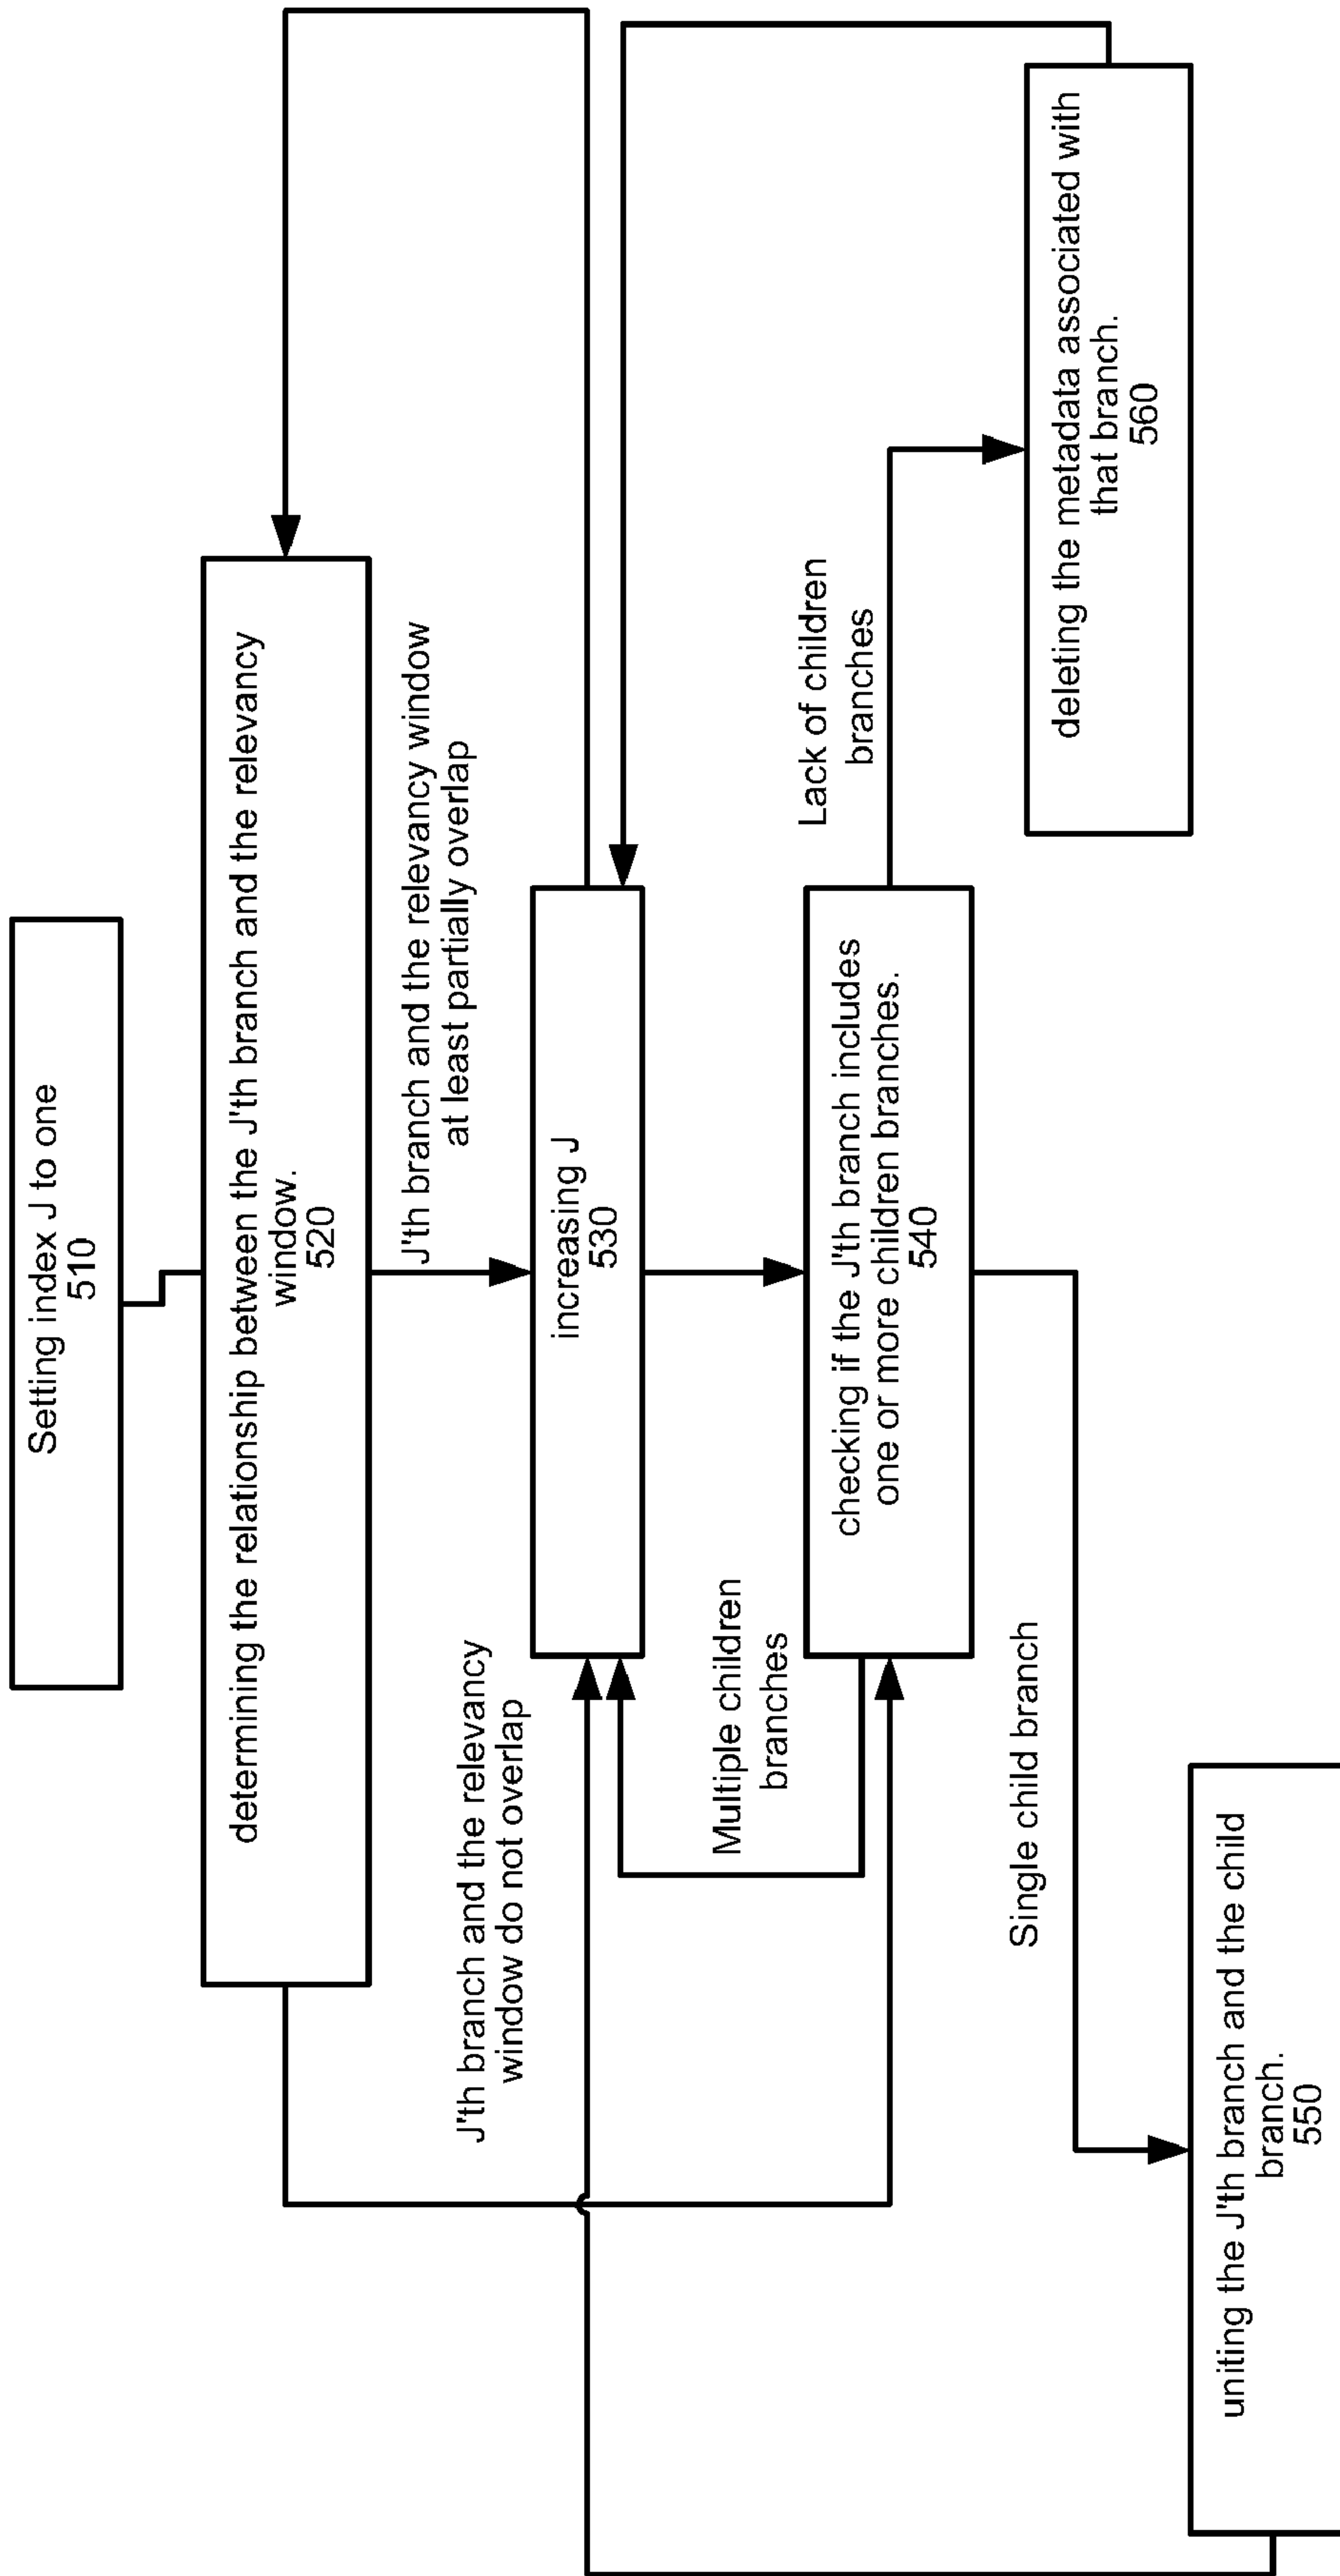 Setting index J to one
510
determining the relationship between the J'th branch and the relevancy
window.
520
J'th branch and the relevancy window
at least partially overlap
J'th branch and the relevancy
window do not overlap
increasing J
530
Multiple children
branches
checking if the J'th branch includes
one or more children branches.
540
Lack of children
branches
Single child branch
deleting the metadata associated with
that branch.
560
uniting the J'th branch and the child
branch.
550